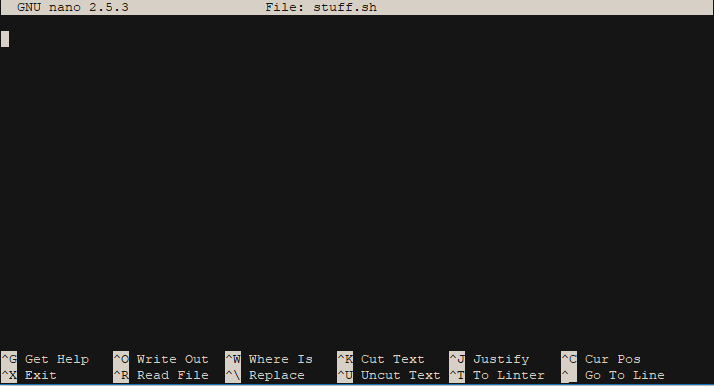 GNU nano 2.5.3 File: stuff.sh
^G Get Help ^O Write Out ^W Where Is ^K Cut Text ^J Justify ^C Cur Pos
^X Exit ^R Read File ^\ Replace ^U Uncut Text ^T To Linter ^_ Go To Line